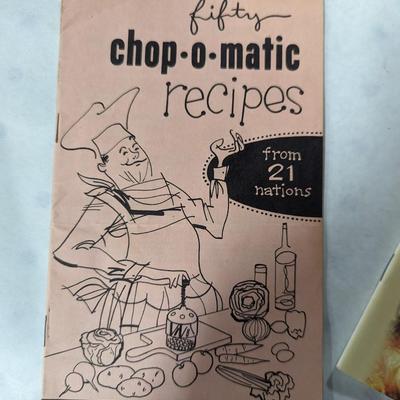 fifty
chop·o·matic
recipes
from
21
nations